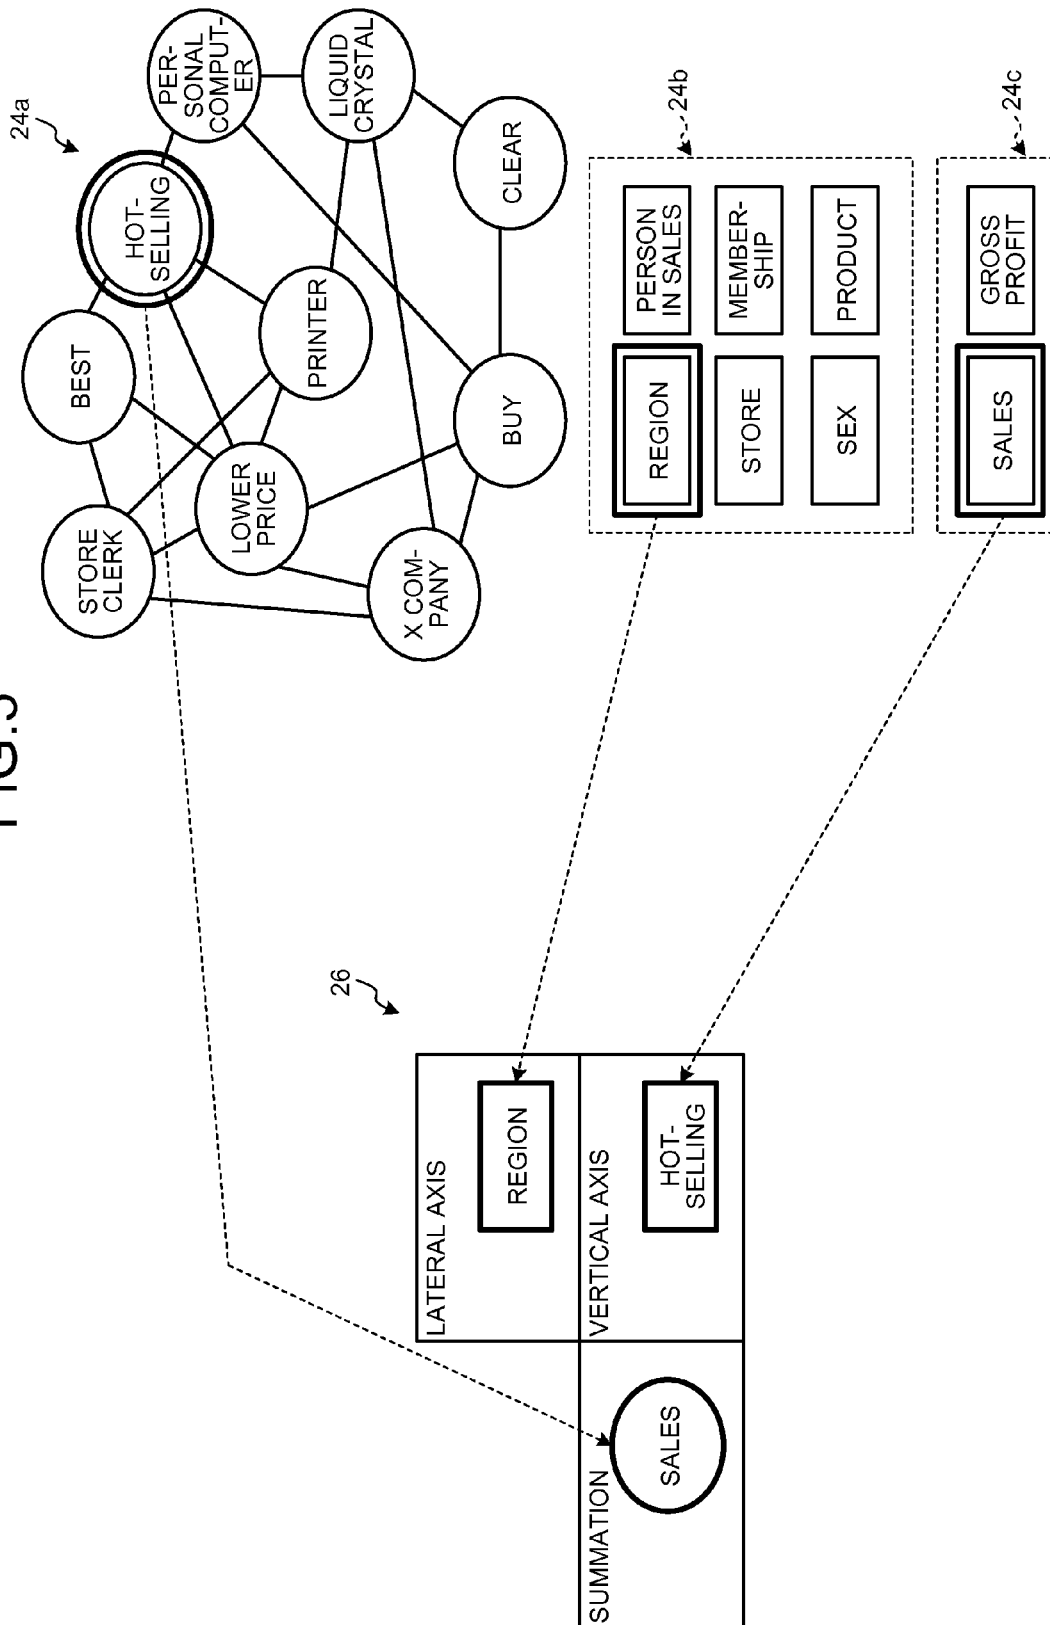 FIG.
24a
STORE
CLERK
BEST
HOT-
SELLING
PER-
SONAL
COMPUT-
ER
LOWER
PRICE
PRINTER
LIQUID
CRYSTAL
X COM-
PANY
BUY
CLEAR
26
LATERAL AXIS
REGION
SUMMATION
SALES
VERTICAL AXIS
HOT-
SELLING
24b
REGION
PERSON
IN SALES
STORE
MEMBER-
SHIP
SEX
PRODUCT
24c
SALES
GROSS
PROFIT